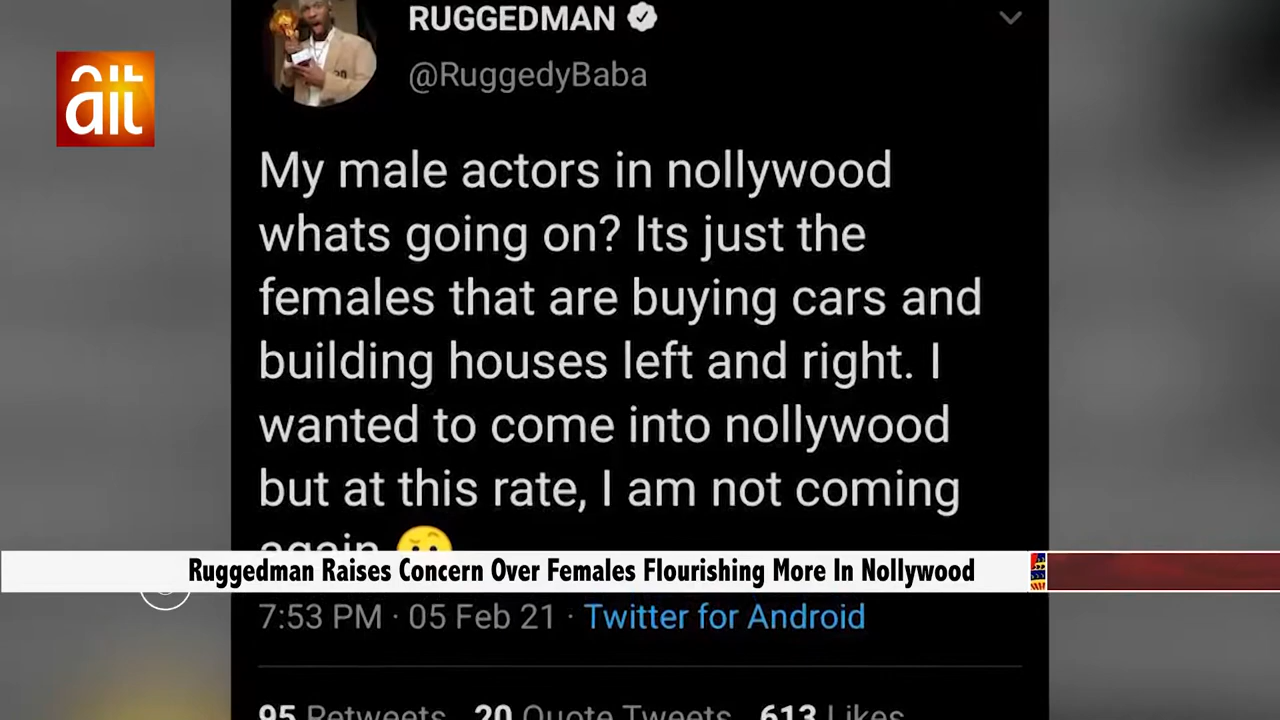 RUGGEDMAN
@RuggedyBaba
ait
My male actors in nollywood
whats going on? Its just the
females that are buying cars and
building houses left and right. I
wanted to come into nollywood
but at this rate, I am not coming
again
Ruggedman Raises Concern Over Females Flourishing More In Nollywood
7:53 PM · 05 Feb 21 · Twitter for Android
95 Retweets 20 Quote Tweets 613 Likes